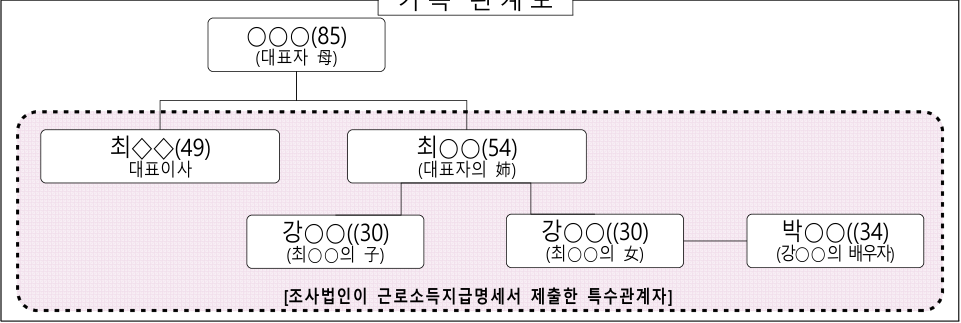 가 족 관 계 도
○○○(85)
(대표자 母)
최◇◇(49)
대표이사
최○○(54)
(대표자의 姉)
강○○((30)
(최○○의 子)
강○○((30)
(최○○의 女)
박○○((34)
(강○○의 배우자)
[조사법인이 근로소득지급명세서 제출한 특수관계자]